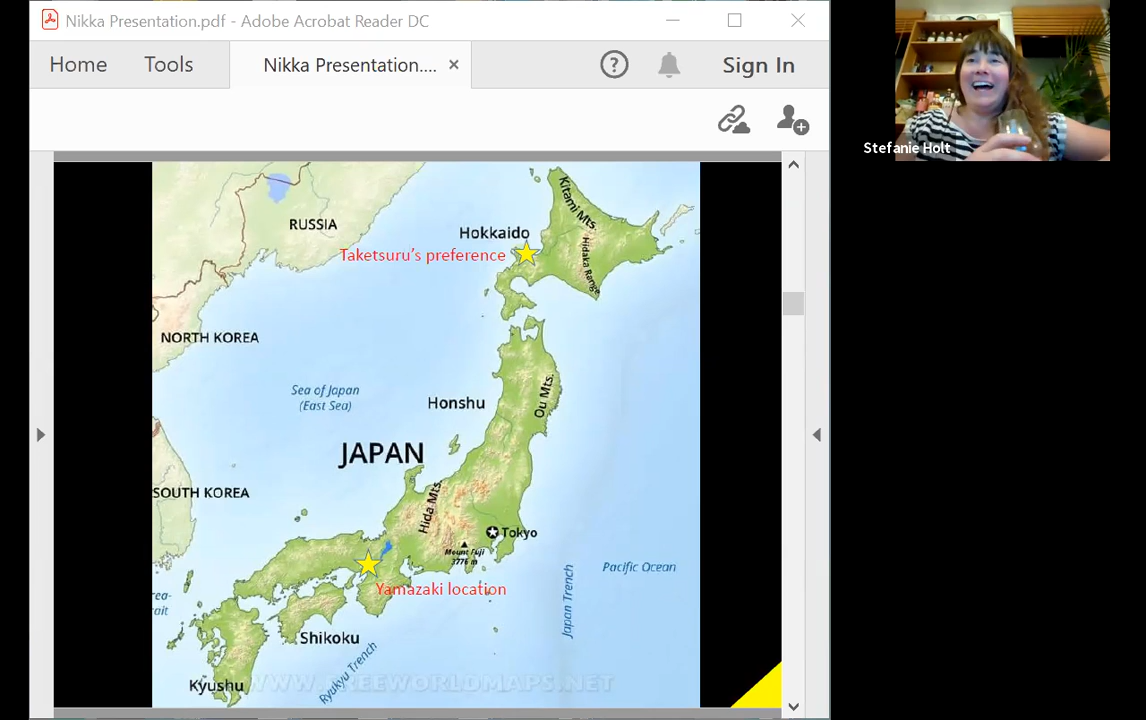 Nikka Presentation.pdf - Adobe Acrobat Reader DC
Home
Tools
Nikka Presentation....
Sign In
Stefanie Holt
Kitami Mts.
RUSSIA
Hokkaido
Taketsuru's preference
Hidaka Range
NORTH KOREA
Sea of Japan
(East Sea)
Honshu
Ou Mts.
JAPAN
SOUTH KOREA
Hida Mts.
Tokyo
Mount Fuji
3776 m
Pacific Ocean
Japan Trench
Yamazaki location
rea-
ait
Shikoku
Ryukyu Trench
Kyushu
WWW.FREEWORLDMAPS.NET